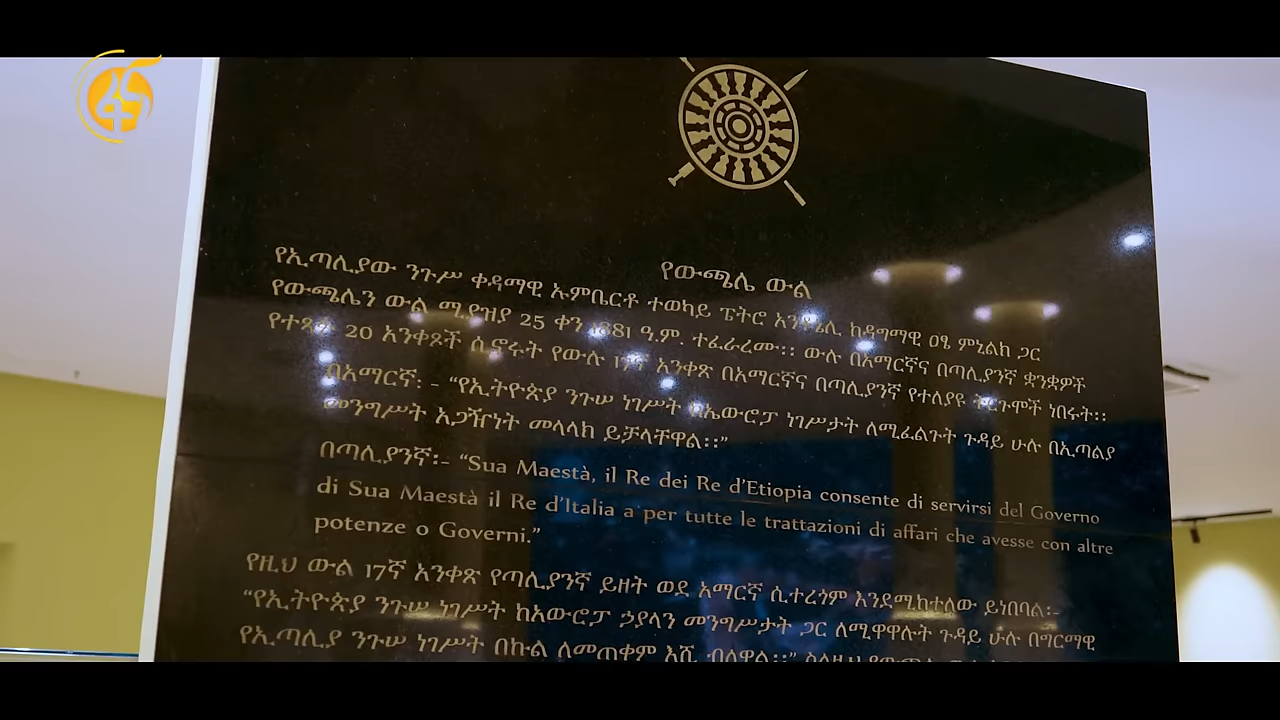 የውጫሌ ውል
የኢጣሊያው ንጉሥ ቀዳማዊ ኡምቤርቶ ተወካይ ፔትሮ አንቶኔሊ ከዳግማዊ ዐፄ ምኒልክ ጋር
የውጫሌን ውል ሚያዝያ 25 ቀን 1881 ዓ.ም. ተፈራረሙ፡፡ ውሉ በአማርኛና በጣሊያንኛ ቋንቋዎች
የተጻፉ 20 አንቀጾች ሲኖሩት የውሉ 17ኛ አንቀጽ በአማርኛና በጣሊያንኛ የተለያዩ ትርጉሞች ነበሩት፡፡
በአማርኛ፡ - “የኢትዮጵያ ንጉሠ ነገሥት ከኤውሮፓ ነገሥታት ለሚፈልጉት ጉዳይ ሁሉ በኢጣልያ
መንግሥት አጋዥነት መላላክ ይቻላቸዋል፡፡”
በጣሊያንኛ፡- “Sua Maestà, il Re dei Re d’Etiopia consente di servirsi del Governo
di Sua Maestà il Re d’Italia a per tutte le trattazioni di affari che avesse con altre
potenze o Governi.”
የዚህ ውል 17ኛ አንቀጽ የጣሊያንኛ ይዘት ወደ አማርኛ ሲተረጎም እንደሚከተለው ይነበባል፡-
“የኢትዮጵያ ንጉሠ ነገሥት ከአውሮፓ ኃያላን መንግሥታት ጋር ለሚዋዋሉት ጉዳይ ሁሉ በግርማዊ
የኢጣሊያ ንጉሠ ነገሥት በኩል ለመጠቀም እሺ ብለዋል፡፡”